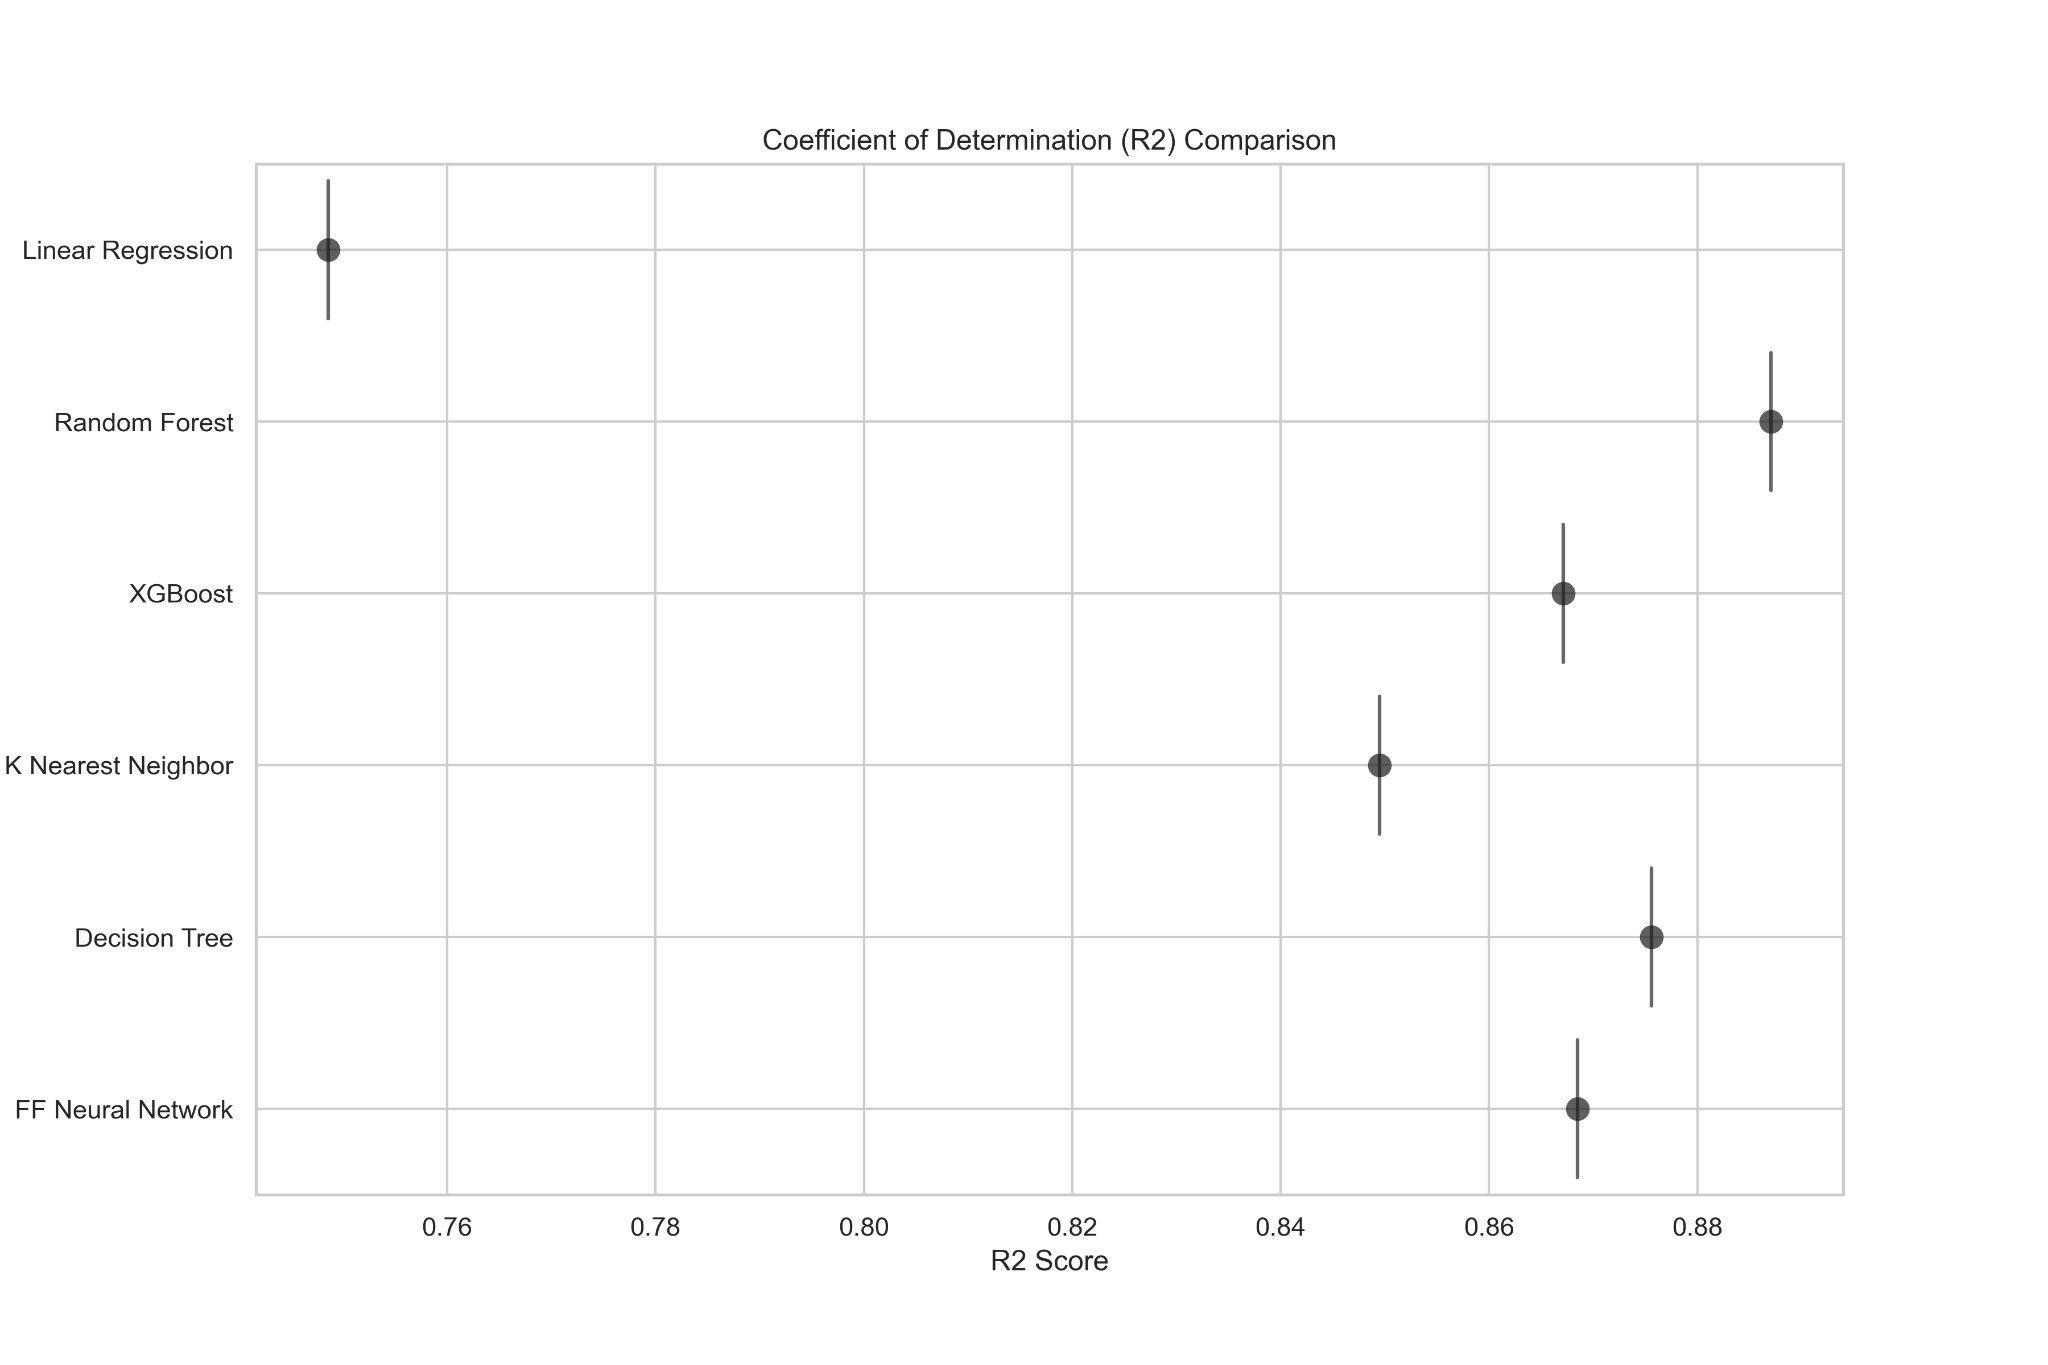 Coefficient of Determination (R2) Comparison
Linear Regression
Random Forest
XGBoost
K Nearest Neighbor
Decision Tree
FF Neural Network
0.76 0.78 0.80 0.82 0.84 0.86 0.88
R2 Score